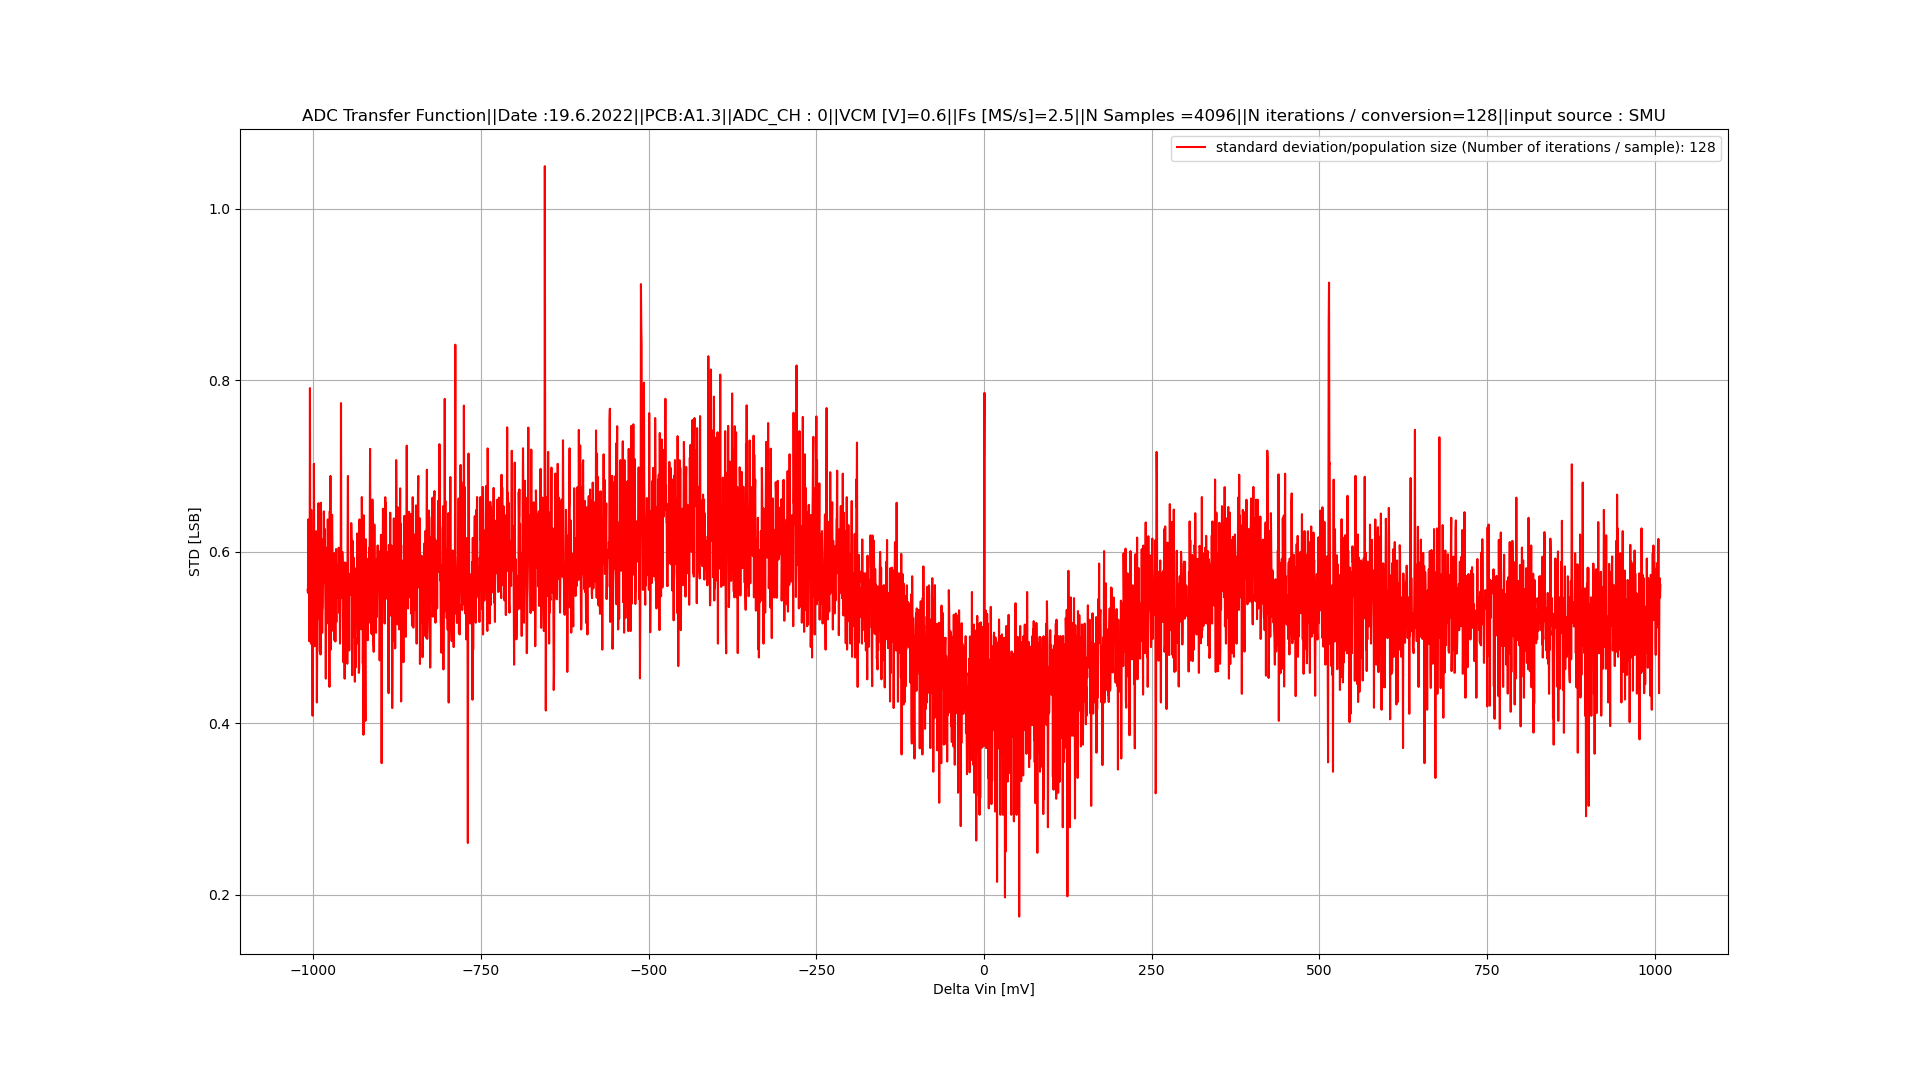 ADC Transfer Function||Date :19.6.2022||PCB:A1.3||ADC_CH : 0||VCM [V]=0.6||Fs [MS/s]=2.5||N Samples =4096||N iterations / conversion=128||input source : SMU
standard deviation/population size (Number of iterations / sample): 128
1.0
0.8
0.6
0.4
0.2
STD [LSB]
−1000 −750 −500 −250 0 250 500 750 1000
Delta Vin [mV]